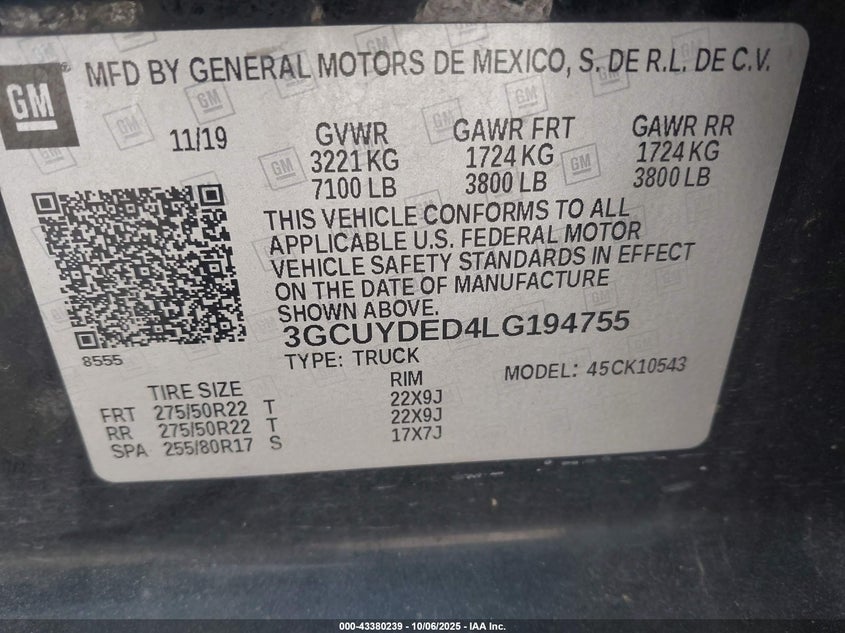 MFD BY GENERAL MOTORS DE MEXICO, S. DE R.L. DE C.V.
GM
11/19
GVWR GAWR FRT GAWR RR
3221 KG 1724 KG 1724 KG
7100 LB 3800 LB 3800 LB
THIS VEHICLE CONFORMS TO ALL
APPLICABLE U.S. FEDERAL MOTOR
VEHICLE SAFETY STANDARDS IN EFFECT
ON THE DATE OF MANUFACTURE
SHOWN ABOVE.
3GCUYDED4LG194755
8555
TYPE: TRUCK
MODEL: 45CK10543
TIRE SIZE RIM
FRT 275/50R22 T 22X9J
RR 275/50R22 T 22X9J
SPA 255/80R17 S 17X7J
000-43380239 - 10/06/2025 - IAA Inc.